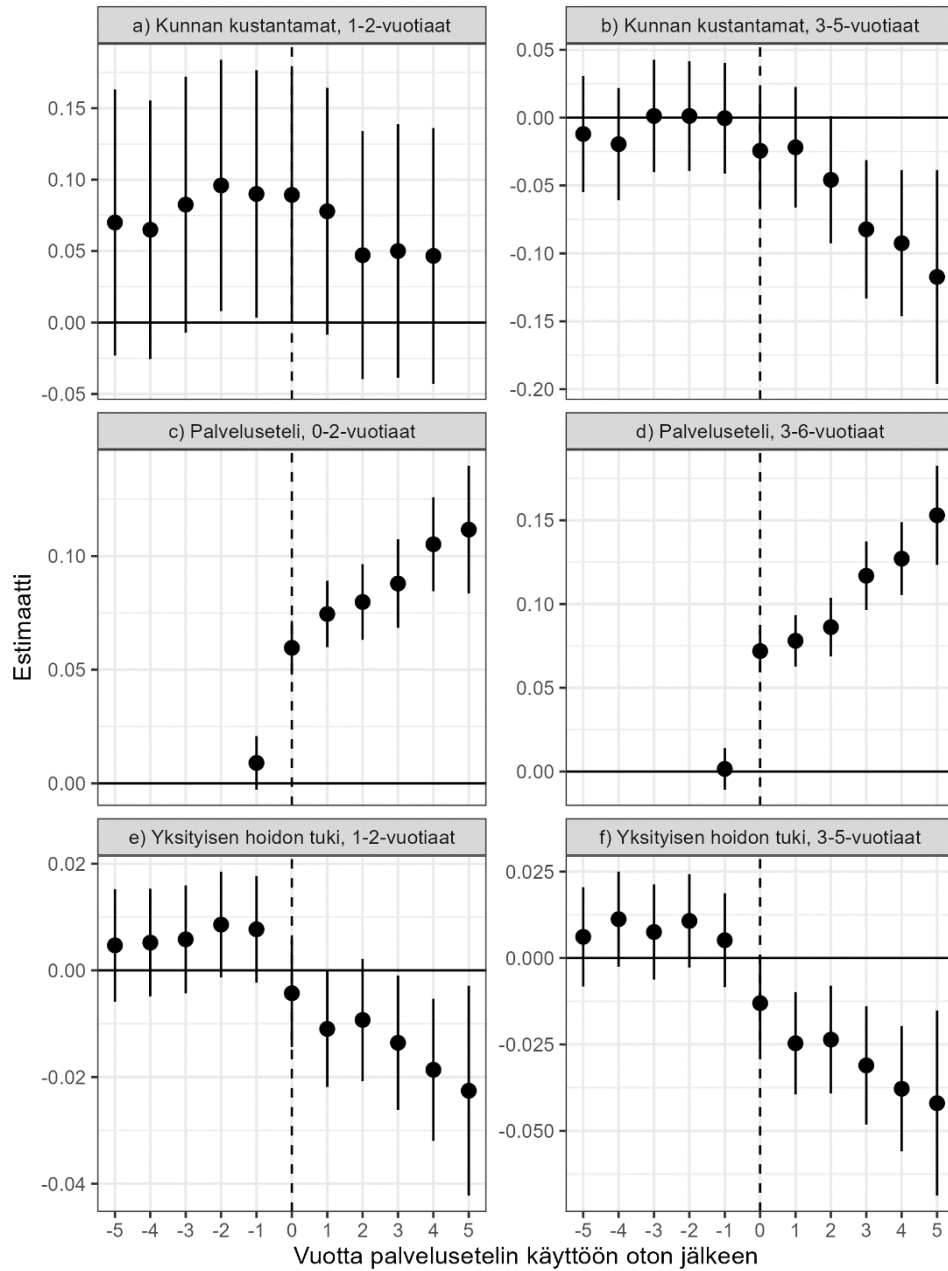 a) Kunnan kustantamat, 1-2-vuotiaat
b) Kunnan kustantamat, 3-5-vuotiaat
0.15
0.10
0.05
0.00
-0.05
0.05
0.00
-0.05
-0.10
-0.15
-0.20
c) Palveluseteli, 0-2-vuotiaat
d) Palveluseteli, 3-6-vuotiaat
0.10
0.05
0.00
0.15
0.10
0.05
0.00
e) Yksityisen hoidon tuki, 1-2-vuotiaat
f) Yksityisen hoidon tuki, 3-5-vuotiaat
0.02
0.00
-0.02
-0.04
0.025
0.000
-0.025
-0.050
Estimaatti
-5 -4 -3 -2 -1 0 1 2 3 4 5
-5 -4 -3 -2 -1 0 1 2 3 4 5
Vuotta palvelusetelin käyttöön oton jälkeen